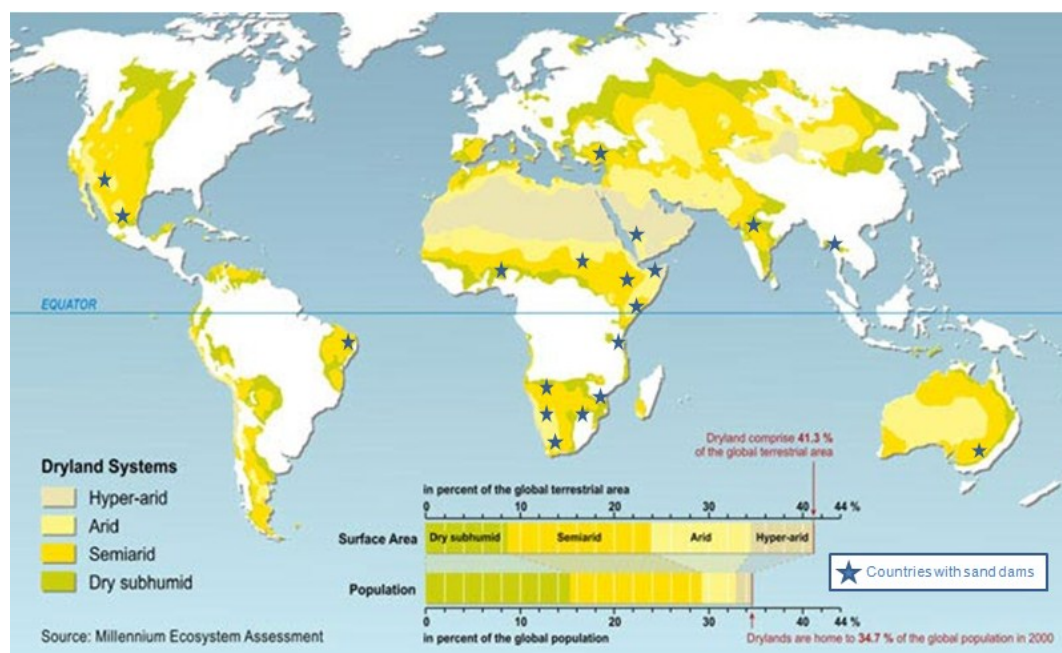 EQUATOR
Dryland Systems
Hyper-arid
Arid
Semiarid
Dry subhumid
Source: Millennium Ecosystem Assessment
Dryland comprise 41.3 %
of the global terrestrial area
in percent of the global terrestrial area
0 10 20 30 40 44 %
Surface Area
Dry subhumid Semiarid Arid Hyper-arid
Population
0 10 20 30 40 44 %
in percent of the global population
Drylands are home to 34.7 % of the global population in 2000
Countries with sand dams